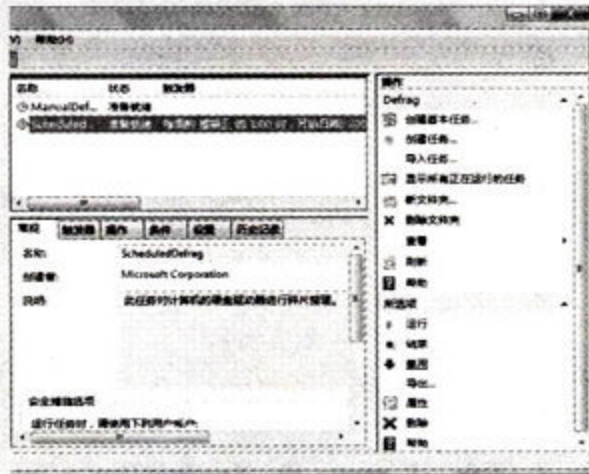 V) 帮助(H)
名称 状态 触发器
ManualDef... 准备就绪
Scheduled
常规 触发器 操作 条件 设置 历史记录
名称: ScheduledDefrag
创建者: Microsoft Corporation
说明: 此任务对计算机的硬盘驱动器进行碎片整理。
安全选项
运行任务时,请使用下列用户帐户:
操作
Defrag
创建基本任务...
创建任务...
导入任务...
显示所有正在运行的任务
新文件夹...
删除文件夹
查看
刷新
帮助
所选项
运行
结束
禁用
导出...
属性
删除
帮助